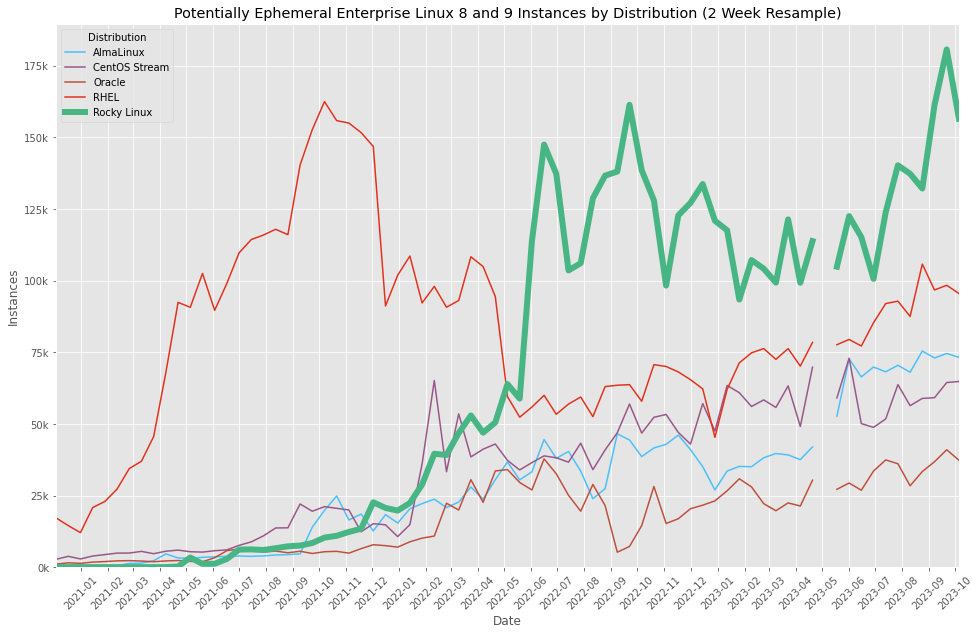 Potentially Ephemeral Enterprise Linux 8 and 9 Instances by Distribution (2 Week Resample)
Distribution
AlmaLinux
CentOS Stream
Oracle
RHEL
Rocky Linux
175k
150k
125k
100k
75k
50k
25k
0k
Instances
2021-01
2021-02
2021-03
2021-04
2021-05
2021-06
2021-07
2021-08
2021-09
2021-10
2021-11
2021-12
2022-01
2022-02
2022-03
2022-04
2022-05
2022-06
2022-07
2022-08
2022-09
2022-10
2022-11
2022-12
2023-01
2023-02
2023-03
2023-04
2023-05
2023-06
2023-07
2023-08
2023-09
2023-10
Date